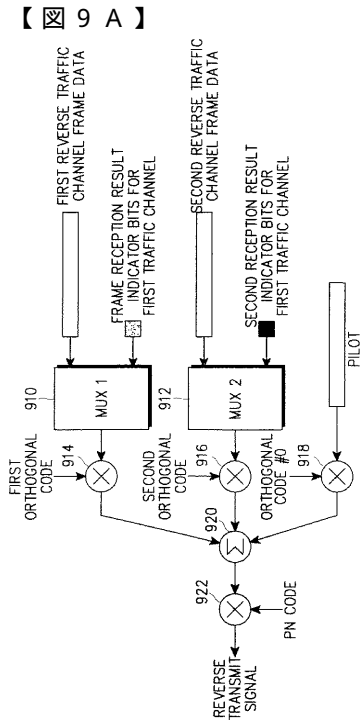 【図９Ａ】
FIRST REVERSE TRAFFIC
CHANNEL FRAME DATA
FRAME RECEPTION RESULT
INDICATOR BITS FOR
FIRST TRAFFIC CHANNEL
SECOND REVERSE TRAFFIC
CHANNEL FRAME DATA
SECOND RECEPTION RESULT
INDICATOR BITS FOR
FIRST TRAFFIC CHANNEL
PILOT
910
MUX 1
912
MUX 2
FIRST
ORTHOGONAL
CODE
914
SECOND
ORTHOGONAL
CODE
916
ORTHOGONAL
CODE #0
918
920
Σ
922
PN CODE
REVERSE
TRANSMIT
SIGNAL